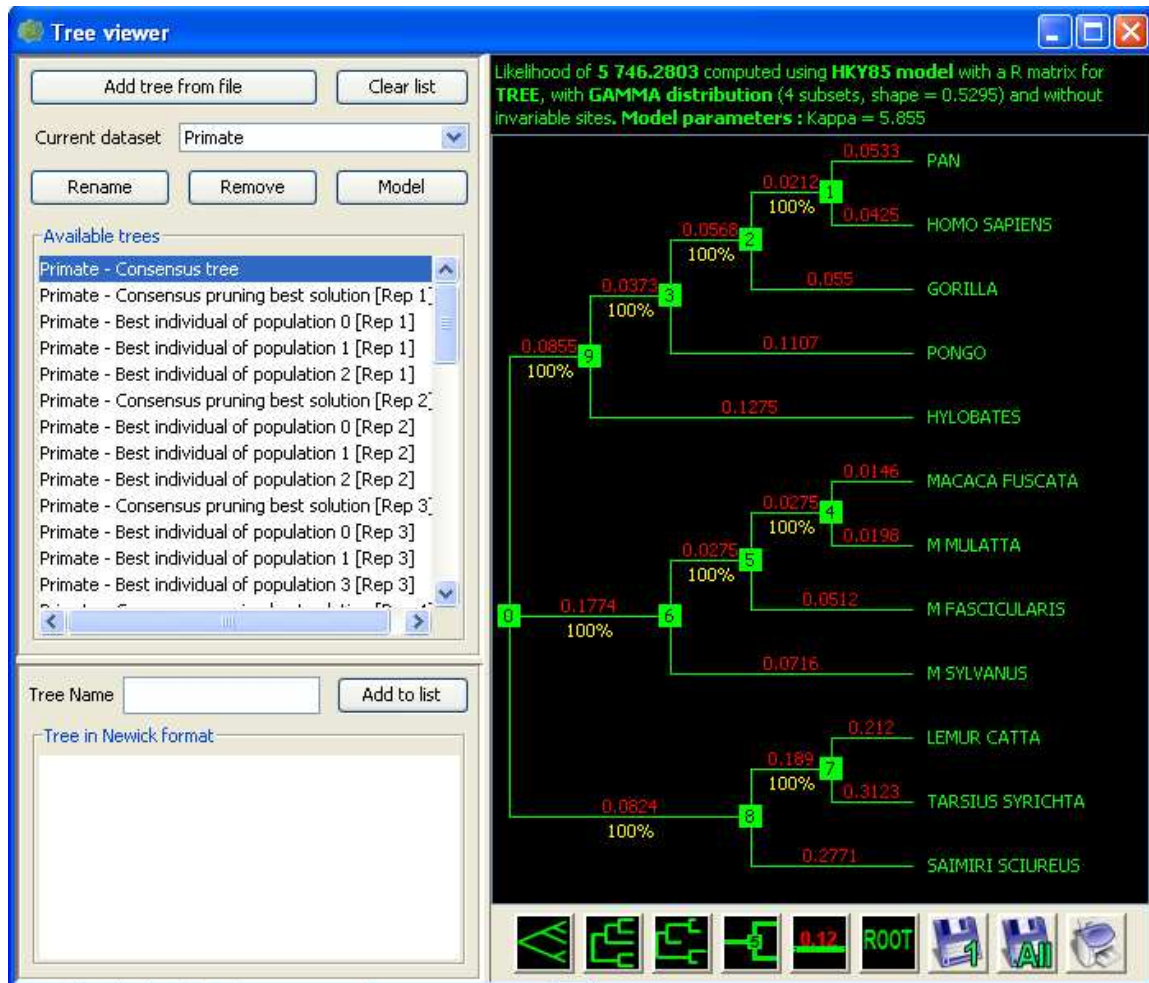 Tree viewer
Add tree from file
Clear list
Current dataset
Primate
Rename
Remove
Model
Available trees
Primate - Consensus tree
Primate - Consensus pruning best solution [Rep 1]
Primate - Best individual of population 0 [Rep 1]
Primate - Best individual of population 1 [Rep 1]
Primate - Best individual of population 2 [Rep 1]
Primate - Consensus pruning best solution [Rep 2]
Primate - Best individual of population 0 [Rep 2]
Primate - Best individual of population 1 [Rep 2]
Primate - Best individual of population 2 [Rep 2]
Primate - Consensus pruning best solution [Rep 3]
Primate - Best individual of population 0 [Rep 3]
Primate - Best individual of population 1 [Rep 3]
Primate - Best individual of population 3 [Rep 3]
Tree Name
Add to list
Tree in Newick format
Likelihood of 5 746.2803 computed using HKY85 model with a R matrix for
TREE, with GAMMA distribution (4 subsets, shape = 0.5295) and without
invariable sites. Model parameters : Kappa = 5.855
0.0533
PAN
0.0212
1
100%
0.0425
HOMO SAPIENS
0.0568
2
100%
0.055
GORILLA
0.0373
3
100%
0.1107
PONGO
0.0855
9
100%
0.1275
HYLOBATES
0.0146
MACACA FUSCATA
0.0275
4
100%
0.0198
M MULATTA
0.0275
5
100%
0.0512
M FASCICULARIS
0
0.1774
6
100%
0.0716
M SYLVANUS
0.212
LEMUR CATTA
0.189
7
100%
0.3123
TARSIUS SYRICHTA
0.0824
8
100%
0.2771
SAIMIRI SCIUREUS
5
0.12
ROOT
1
All